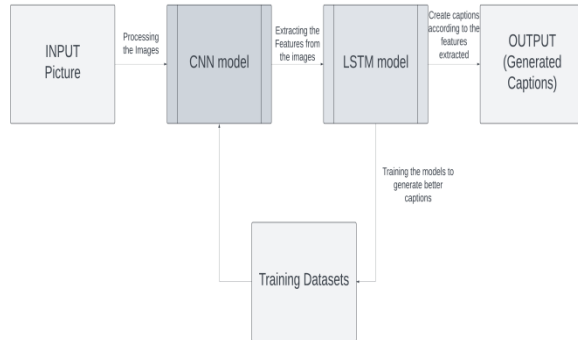 INPUT
Picture
Processing
the Images
CNN model
Extracting the
Features from
the images
LSTM model
Create captions
according to the
features
extracted
OUTPUT
(Generated
Captions)
Training the models to
generate better
captions
Training Datasets